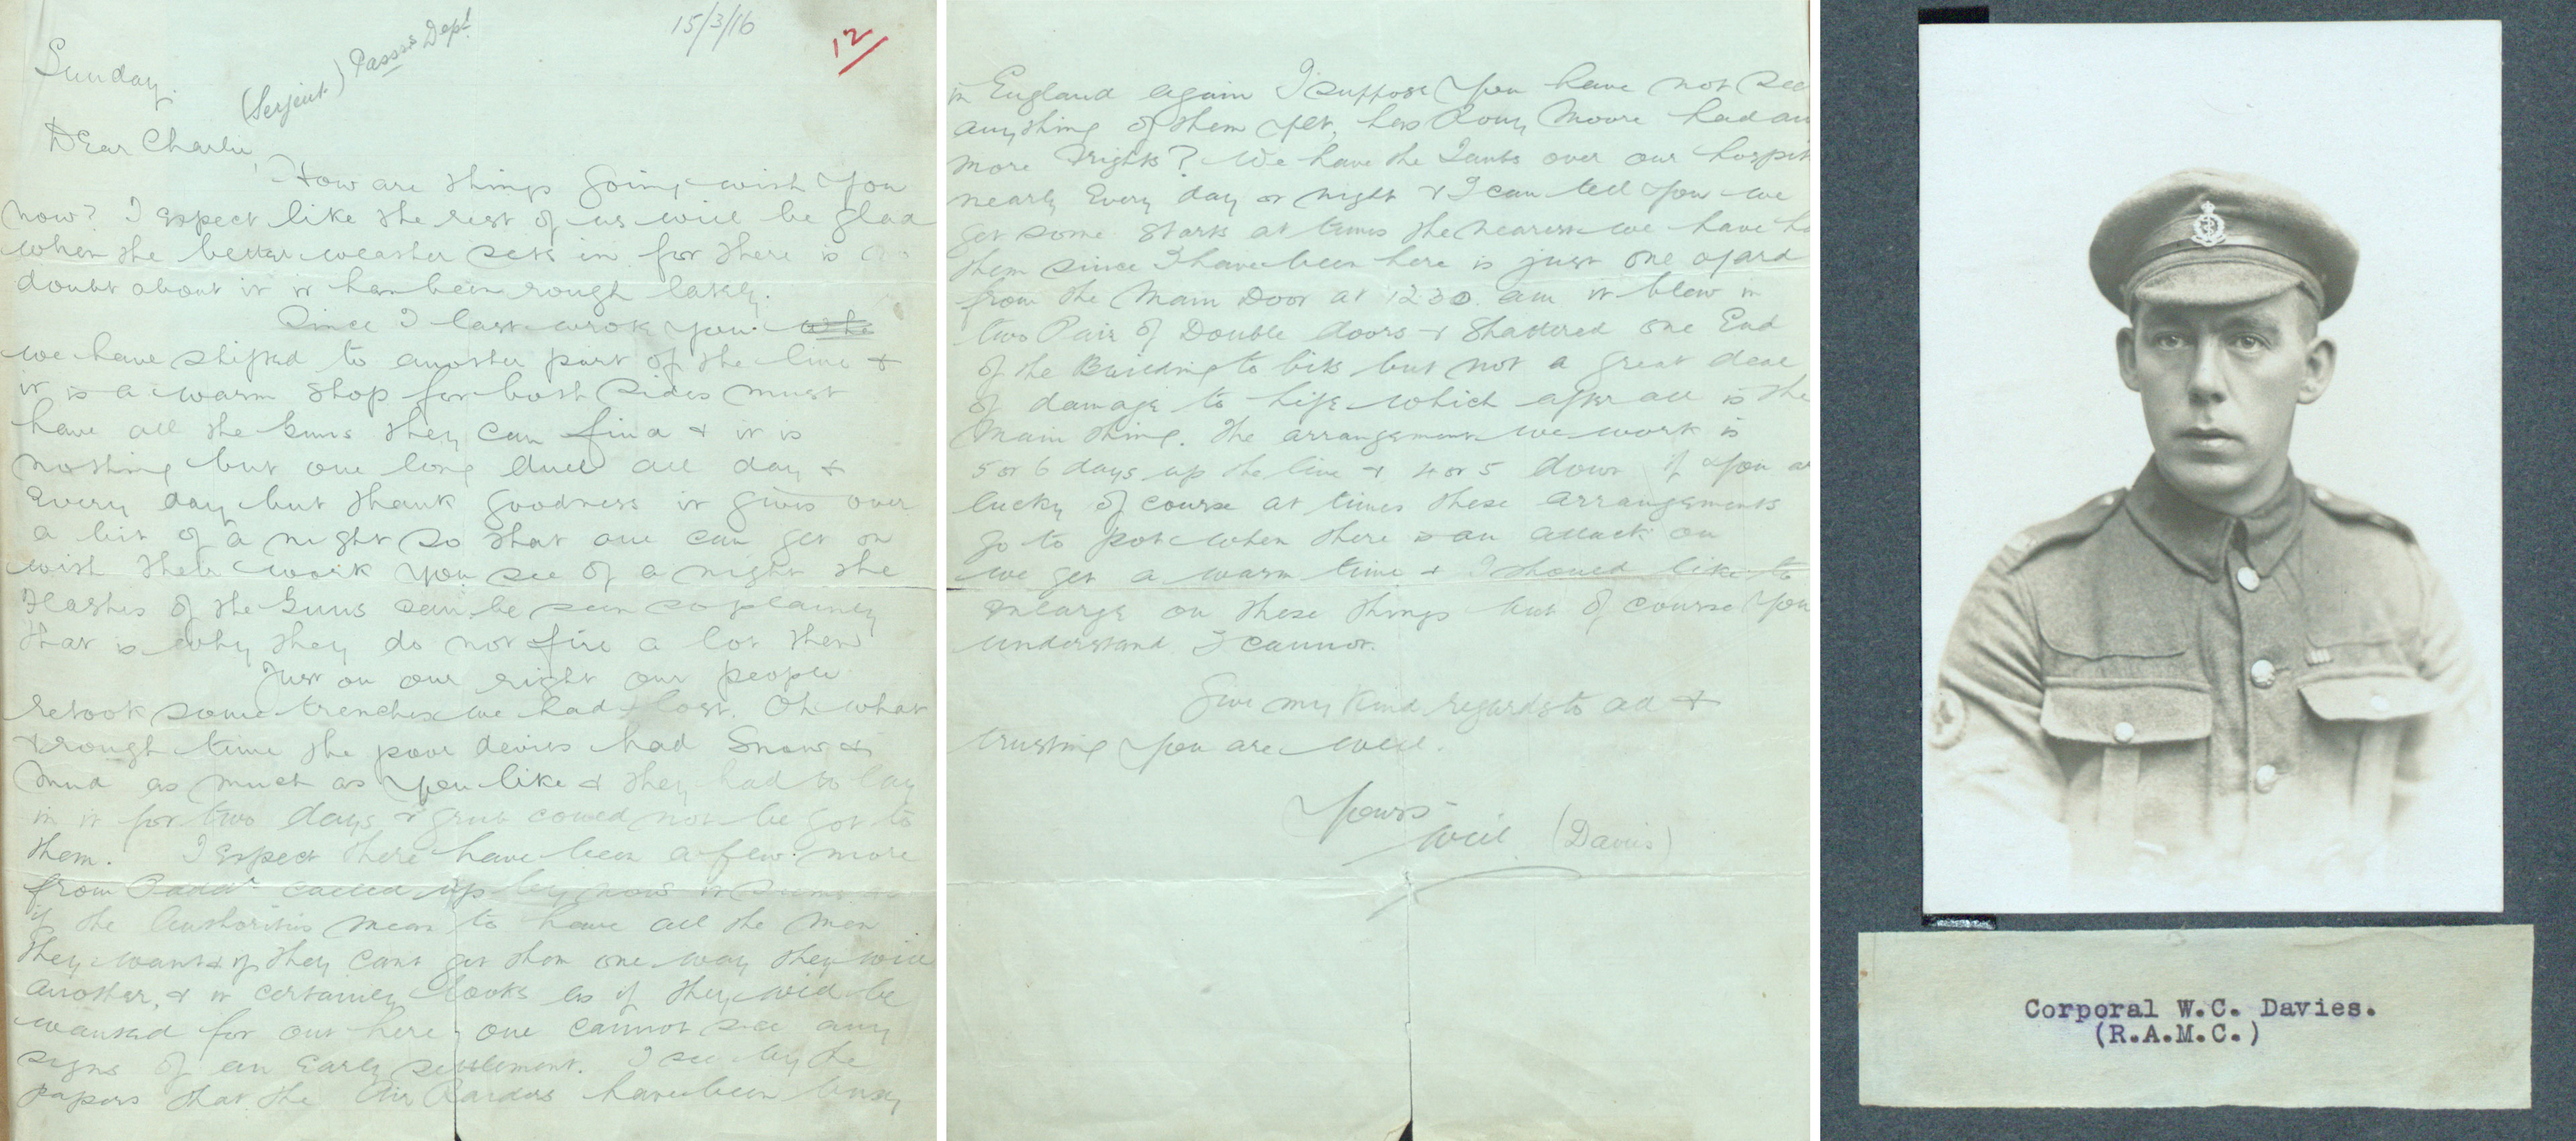 15/3/16
12
Sunday.
(Serjeut) Passrs Dept
Dear Charlie,
How are things going with you
now? I expect like the rest of us will be glad
when the better weather sets in for there is no
doubt about it it has been rough lately.
Since I last wrote you
we have shifted to another part of the line &
it is a warm shop for both sides must
have all the Guns they can find & it is
nothing but one long duel all day &
Every day but thank goodness it gives over
a bit of a night so that one can get on
with their work you see of a night the
Flashes of the Guns can be seen so plainly
that is why they do not fire a lot then
Just on our right our people
retook some trenches we had lost. Oh what
a rough time the poor devils had Snow &
Mud as much as you like & they had to lay
in it for two days & grub could not be got to
them. I expect there have been a few more
from Paddn called up by now it seems as
if the Authorities mean to have all the men
they want & if they cant get them one way they will
another, & it certainly looks as if they will be
wanted for out here, one cannot see any
signs of an Early settlement. I see by the
papers that the Air Raiders have been busy
in England again I suppose you have not see
anything of them yet, has Rouy Moore had an
more frights? We have the Taubs over our hospit
nearly Every day or night & I can tell you we
get some starts at times the nearest we have ha
them since I have been here is just one yard
from the Main Door at 12 30 am it blew in
two Pair of Double doors & Shattered one End
of the Building to bits but not a great deal
of damage to life which after all is the
Main thing. The arrangement we work is
5 or 6 days up the line & 4 or 5 down if you a
lucky of course at times these arrangements
go to pot when there is an attack on
we get a warm time & I should like to
enlarge on these things but of course you
understand I cannot.
Give my kind regards to all &
trusting you are well.
Yours
Will (Davies)
Corporal W.C. Davies.
(R.A.M.C.)